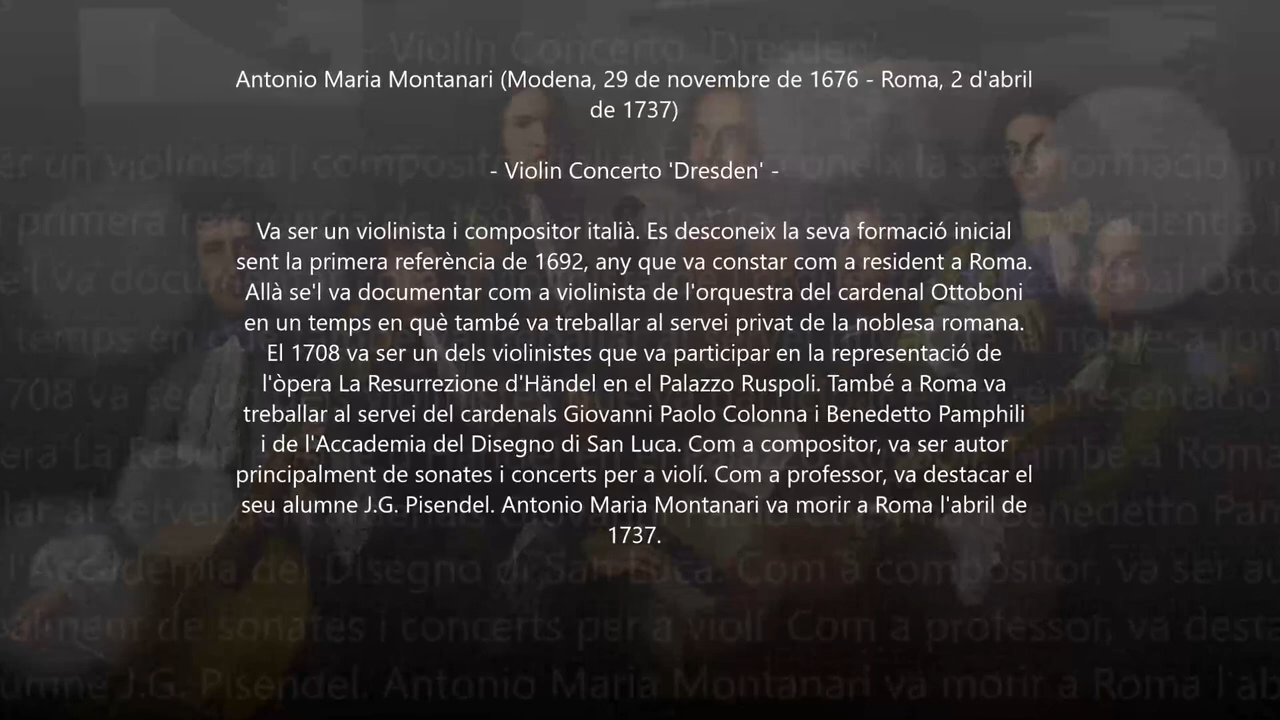 Antonio Maria Montanari (Modena, 29 de novembre de 1676 - Roma, 2 d'abril
de 1737)
- Violin Concerto 'Dresden' -
Va ser un violinista i compositor italià. Es desconeix la seva formació inicial
sent la primera referència de 1692, any que va constar com a resident a Roma.
Allà se'l va documentar com a violinista de l'orquestra del cardenal Ottoboni
en un temps en què també va treballar al servei privat de la noblesa romana.
El 1708 va ser un dels violinistes que va participar en la representació de
l'òpera La Resurrezione d'Händel en el Palazzo Ruspoli. També a Roma va
treballar al servei del cardenals Giovanni Paolo Colonna i Benedetto Pamphili
i de l'Accademia del Disegno di San Luca. Com a compositor, va ser autor
principalment de sonates i concerts per a violí. Com a professor, va destacar el
seu alumne J.G. Pisendel. Antonio Maria Montanari va morir a Roma l'abril de
1737.